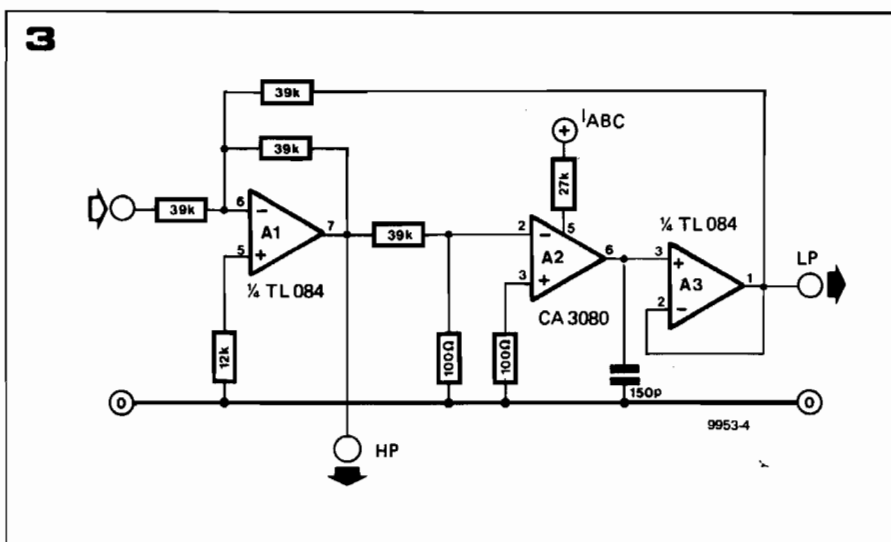 3
39k
39k
IABC
27k
39k
6
A1
7
5
¼ TL 084
12k
39k
100Ω
2
5
A2
6
3
CA 3080
100Ω
150p
¼ TL 084
3
A3
1
2
LP
0
0
9953-4
HP